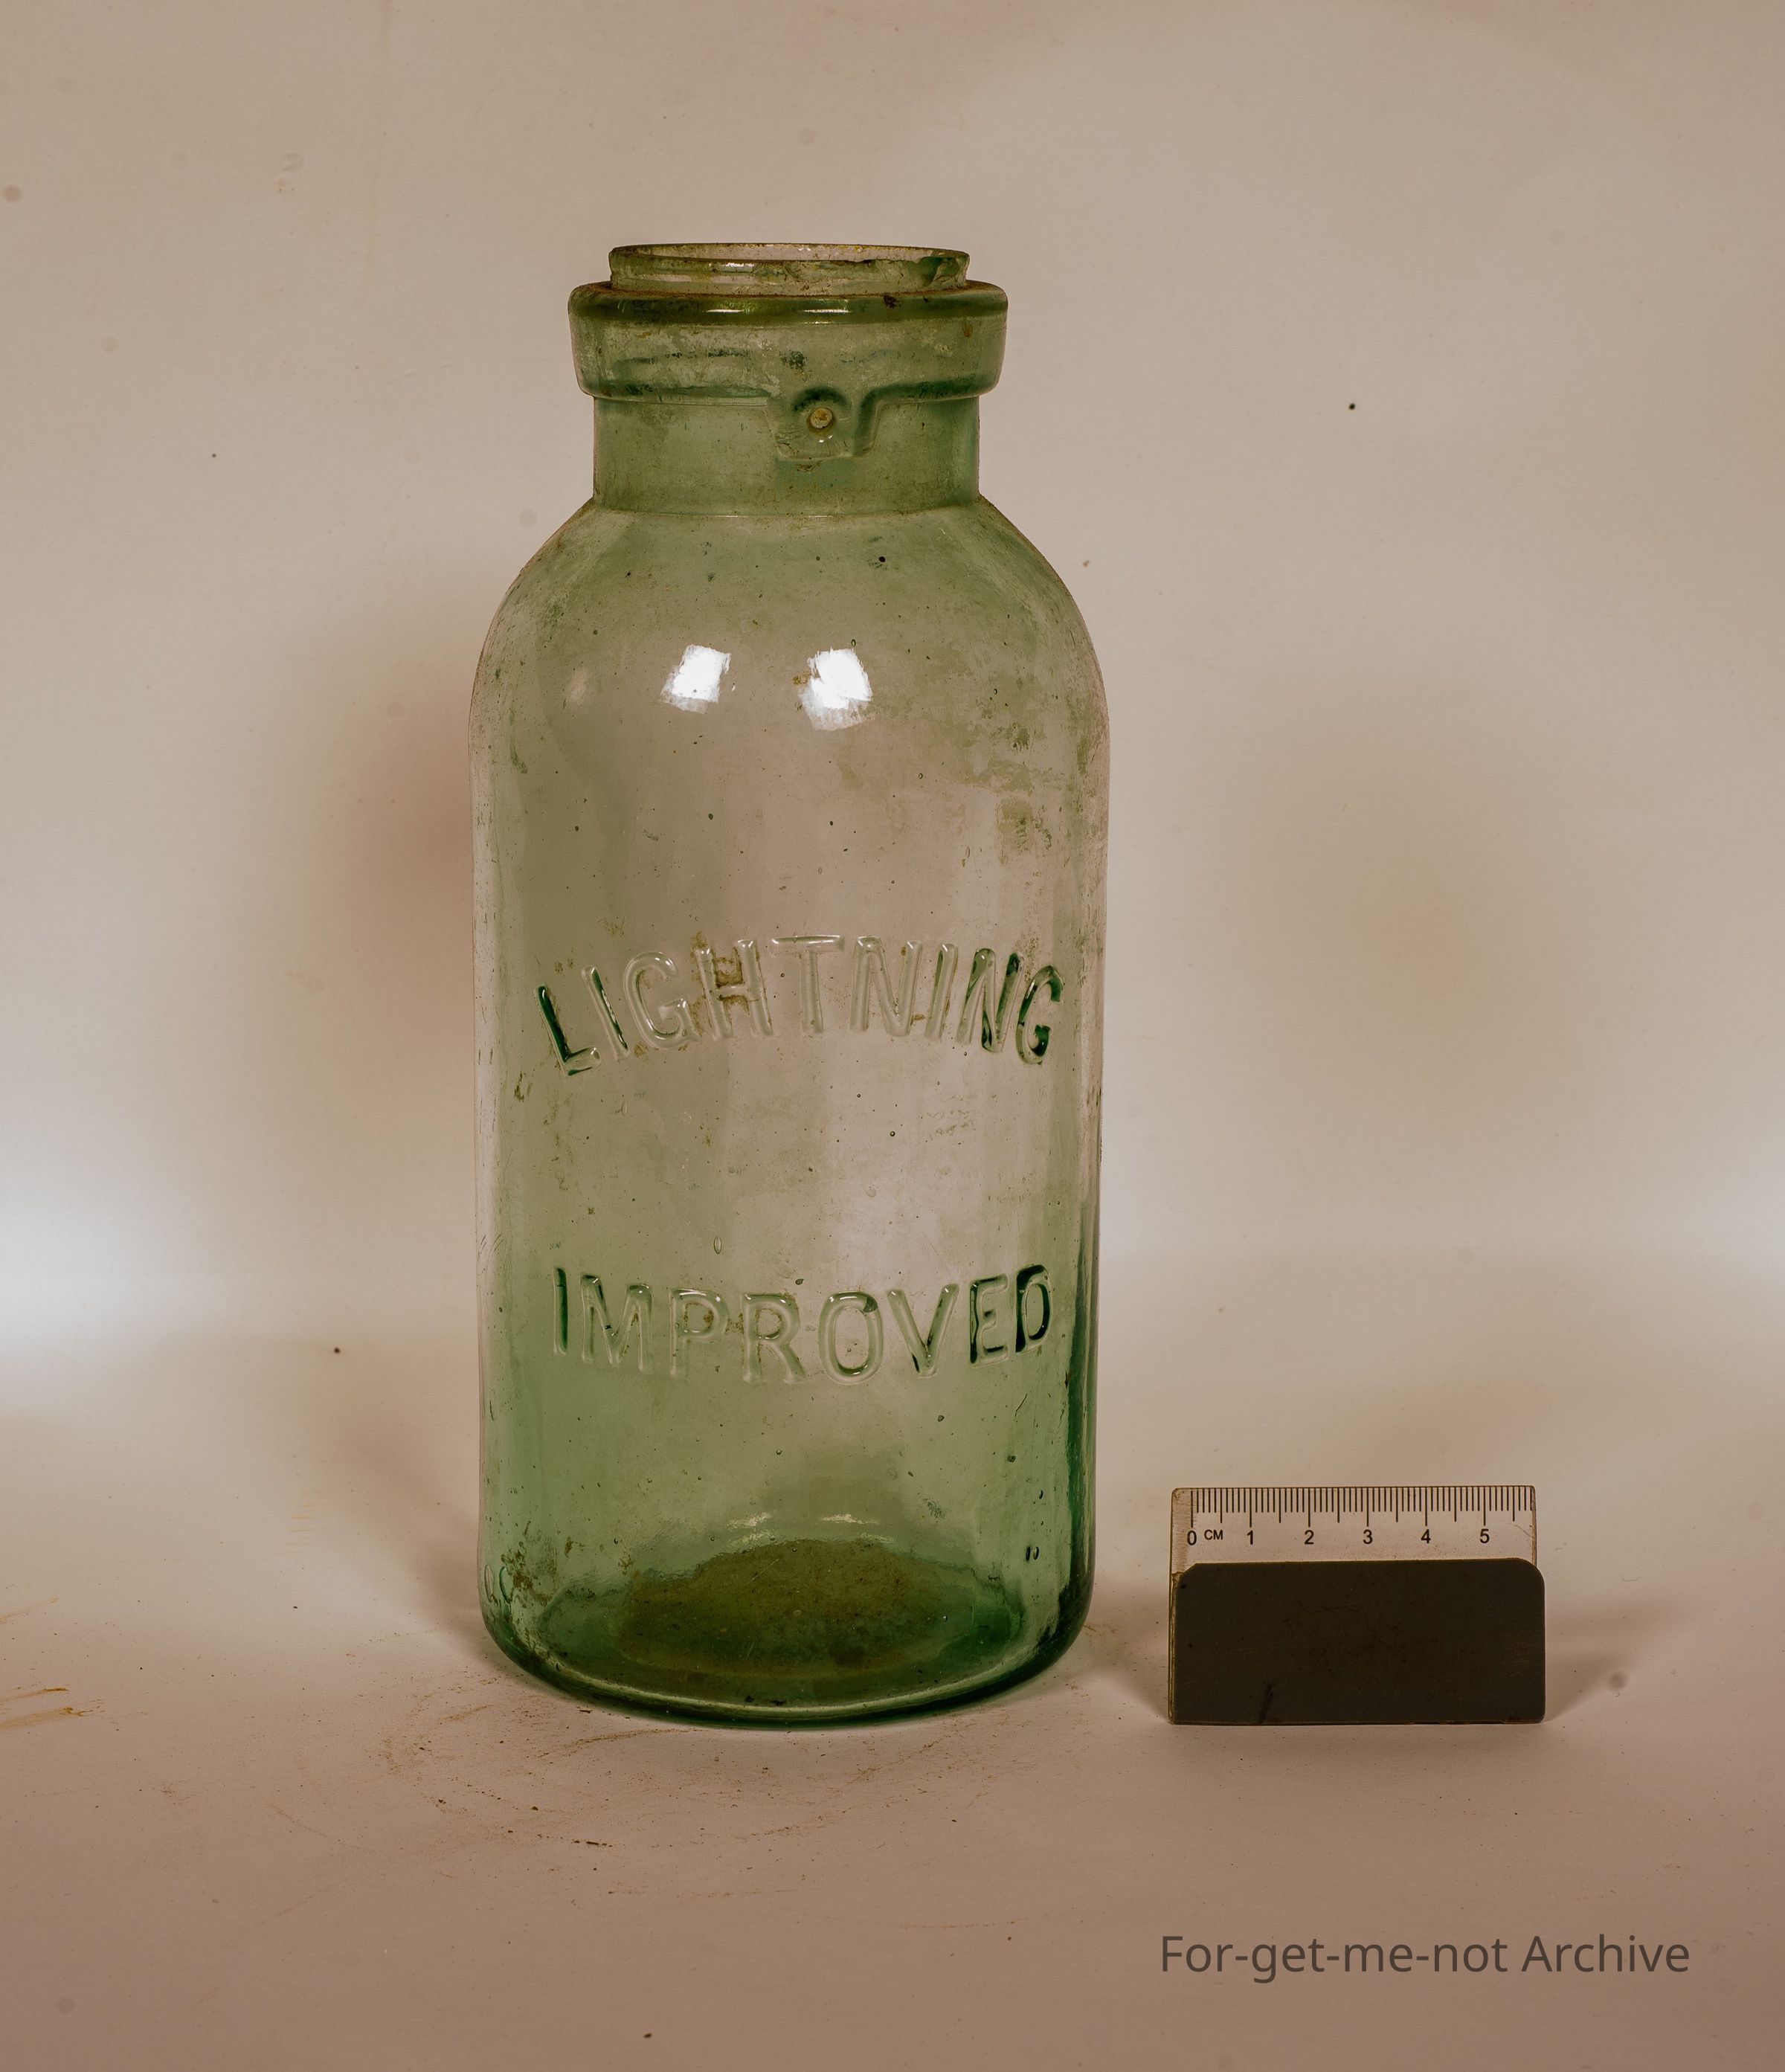 LIGHTNING
IMPROVED
0 CM 1 2 3 4 5
For-get-me-not Archive